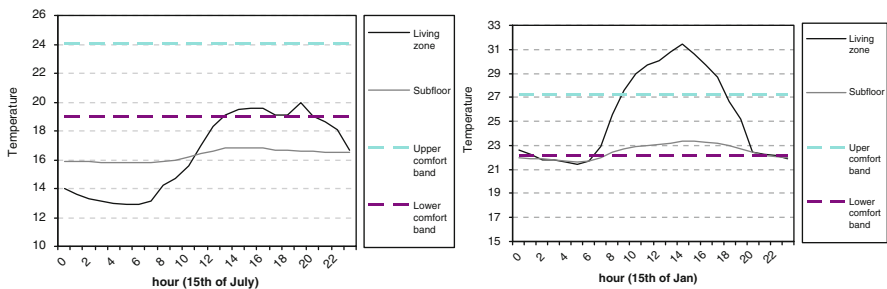 26
24
22
20
18
16
14
12
10
Temperature
0 2 4 6 8 10 12 14 16 18 20 22
hour (15th of July)
Living
zone
Subfloor
Upper
comfort
band
Lower
comfort
band
33
31
29
27
25
23
21
19
17
15
Temperature
0 2 4 6 8 10 12 14 16 18 20 22
hour (15th of Jan)
Living
zone
Subfloor
Uper
comfort
band
Lower
comfort
band